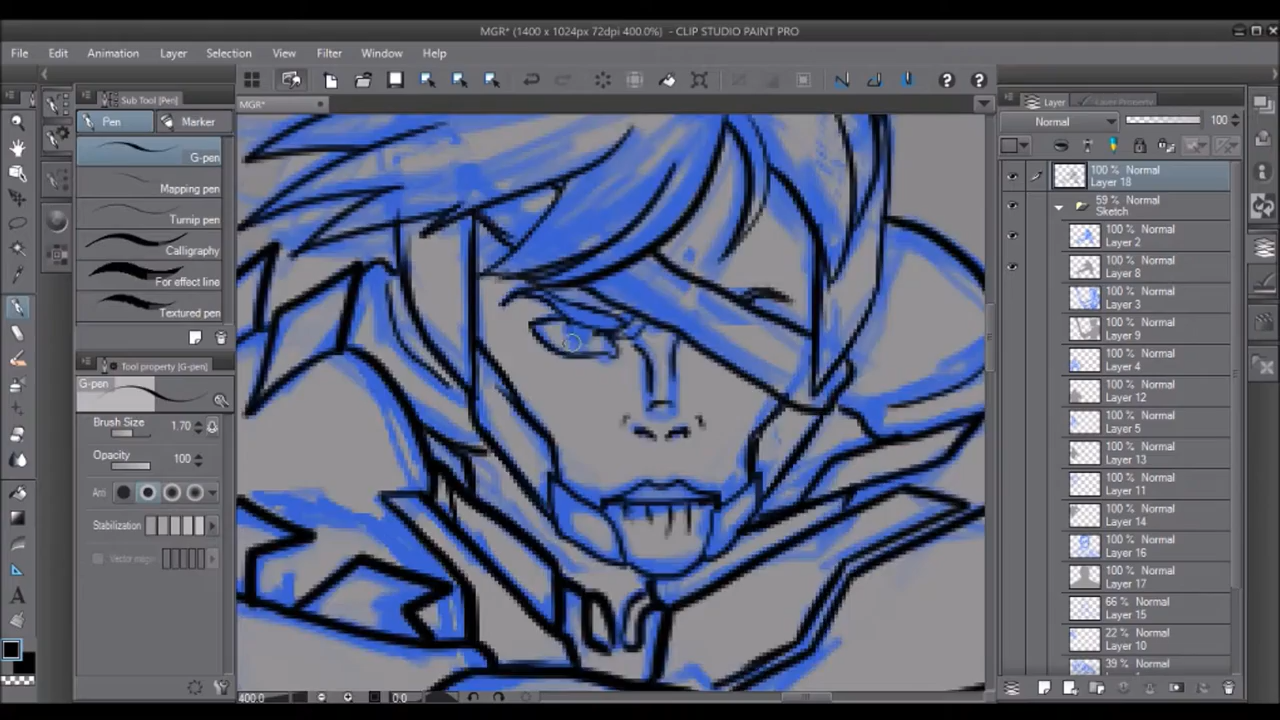 MGR* (1400 x 1024px 72dpi 400.0%) - CLIP STUDIO PAINT PRO
File Edit Animation Layer Selection View Filter Window Help
Sub Tool [Pen]
MGR*
Layer Layer Property
Pen Marker
Normal 100
G-pen
Mapping pen
Turnip pen
Calligraphy
For effect line
Textured pen
Tool property [G-pen]
G-pen
Brush Size 1.70
Opacity 100
Anti
Stabilization
Vector magn
100 % Normal
Layer 18
59 % Normal
Sketch
100 % Normal
Layer 2
100 % Normal
Layer 8
100 % Normal
Layer 3
100 % Normal
Layer 9
100 % Normal
Layer 4
100 % Normal
Layer 12
100 % Normal
Layer 5
100 % Normal
Layer 13
100 % Normal
Layer 11
100 % Normal
Layer 14
100 % Normal
Layer 16
100 % Normal
Layer 17
66 % Normal
Layer 15
22 % Normal
Layer 10
39 % Normal
400.0 0.0